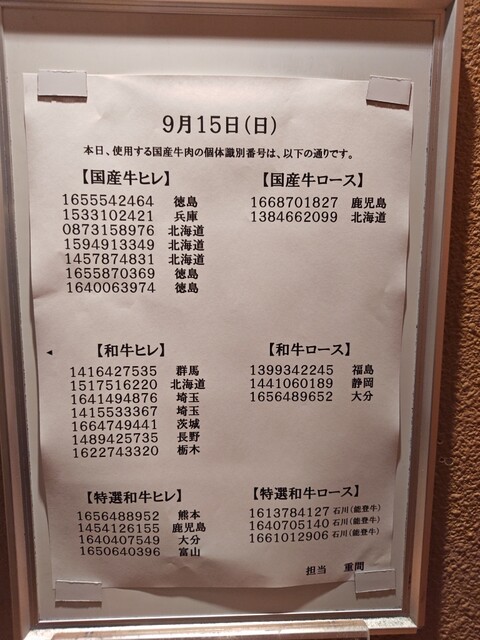 9月15日(日)
本日、使用する国産牛肉の個体識別番号は、以下の通りです。
【国産牛ヒレ】
1655542464 徳島
1533102421 兵庫
0873158976 北海道
1594913349 北海道
1457874831 北海道
1655870369 徳島
1640063974 徳島
【国産牛ロース】
1668701827 鹿児島
1384662099 北海道
【和牛ヒレ】
1416427535 群馬
1517516220 北海道
1641494876 埼玉
1415533367 埼玉
1664749441 茨城
1489425735 長野
1622743320 栃木
【和牛ロース】
1399342245 福島
1441060189 静岡
1656489652 大分
【特選和牛ヒレ】
1656488952 熊本
1454126155 鹿児島
1640407549 大分
1650640396 富山
【特選和牛ロース】
1613784127 石川(能登牛)
1640705140 石川(能登牛)
1661012906 石川(能登牛)
担当 重間